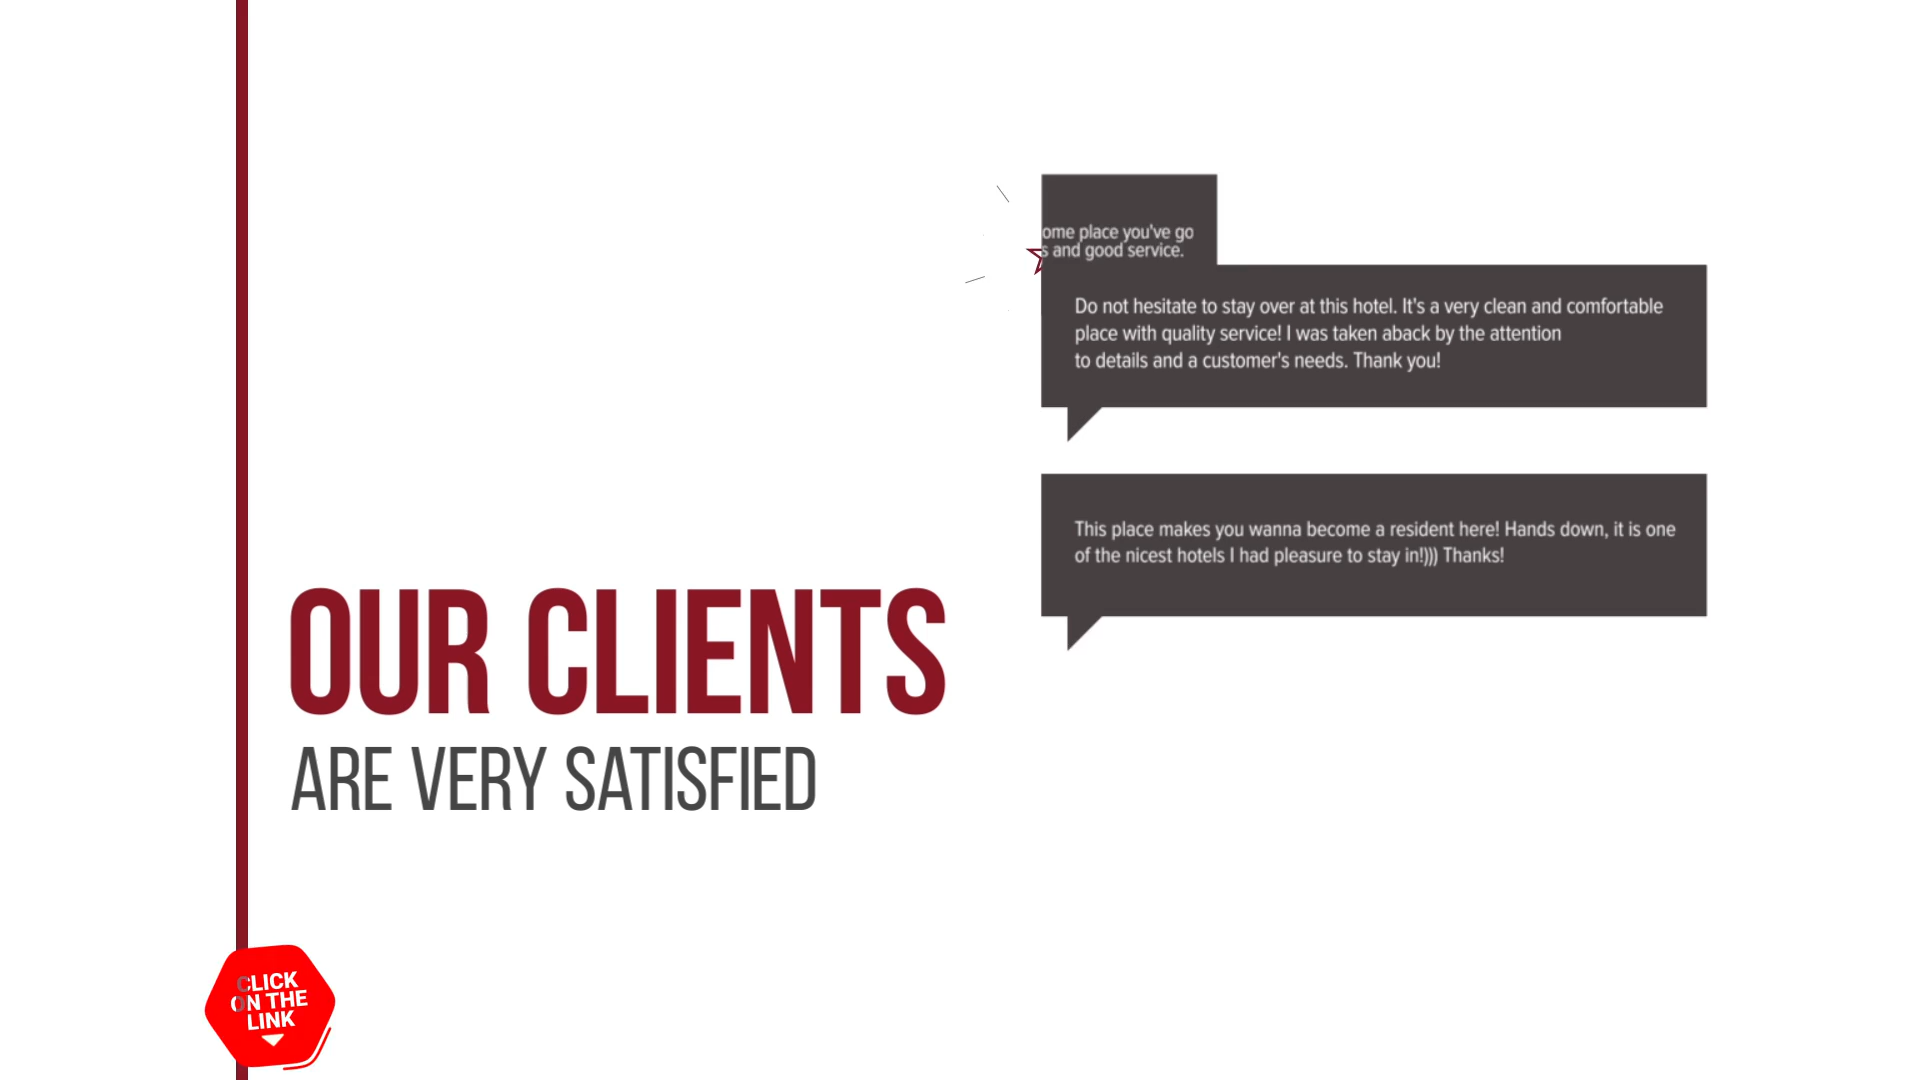 place you've go
and good service.
Do not hesitate to stay over at this hotel. It's a very clean and comfortable
place with quality service! I was taken aback by the attention
to details and a customer's needs. Thank you!
This place makes you wanna become a resident here! Hands down, it is one
of the nicest hotels I had pleasure to stay in!))) Thanks!
OUR CLIENTS
ARE VERY SATISFIED
CLICK
ON THE
LINK